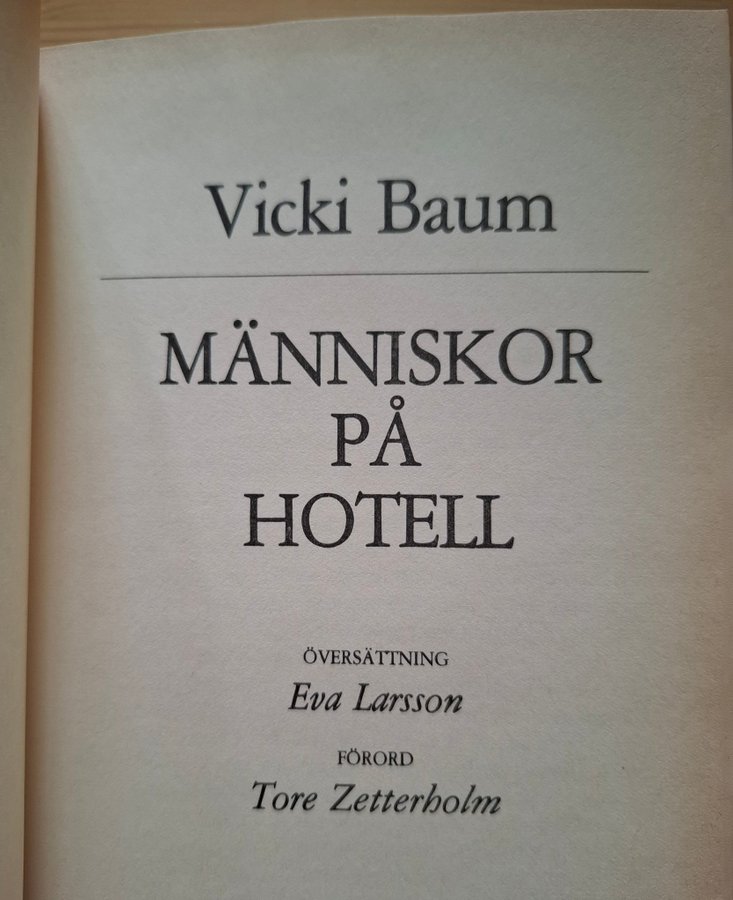 Vicki Baum
MÄNNISKOR
PÅ
HOTELL
ÖVERSÄTTNING
Eva Larsson
FÖRORD
Tore Zetterholm